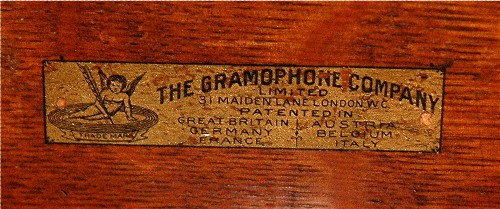 THE GRAMOPHONE COMPANY
LIMITED
31 MAIDEN LANE LONDON W.C.
PATENTED IN
GREAT BRITAIN AUSTRIA
GERMANY BELGIUM
FRANCE ITALY
TRADE MARK